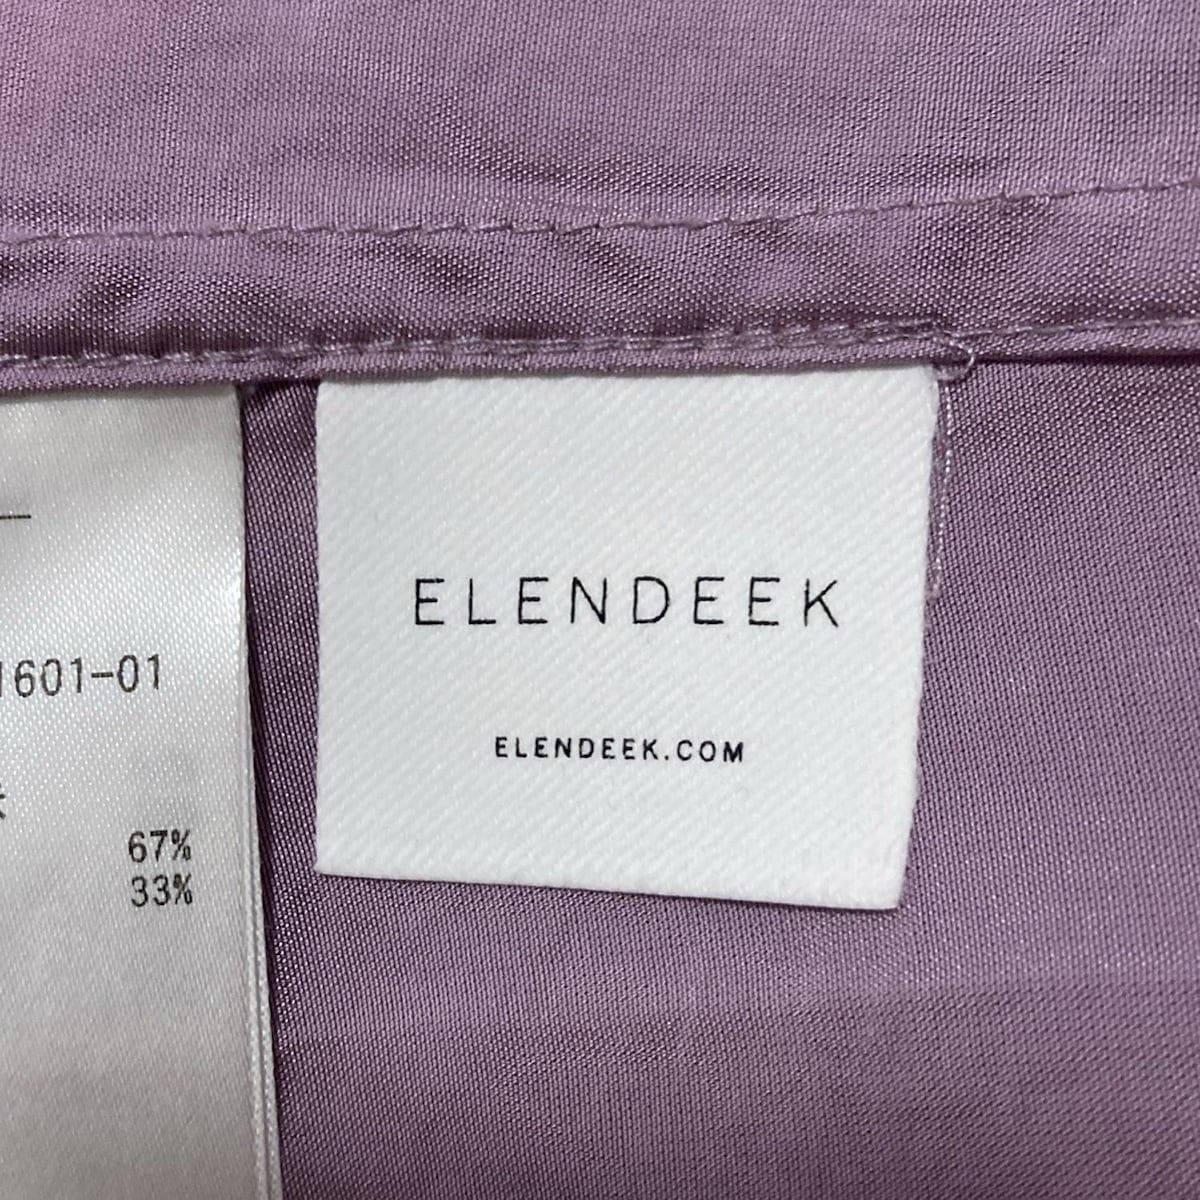 ELENDEEK
ELENDEEK.COM
1601-01
67%
33%